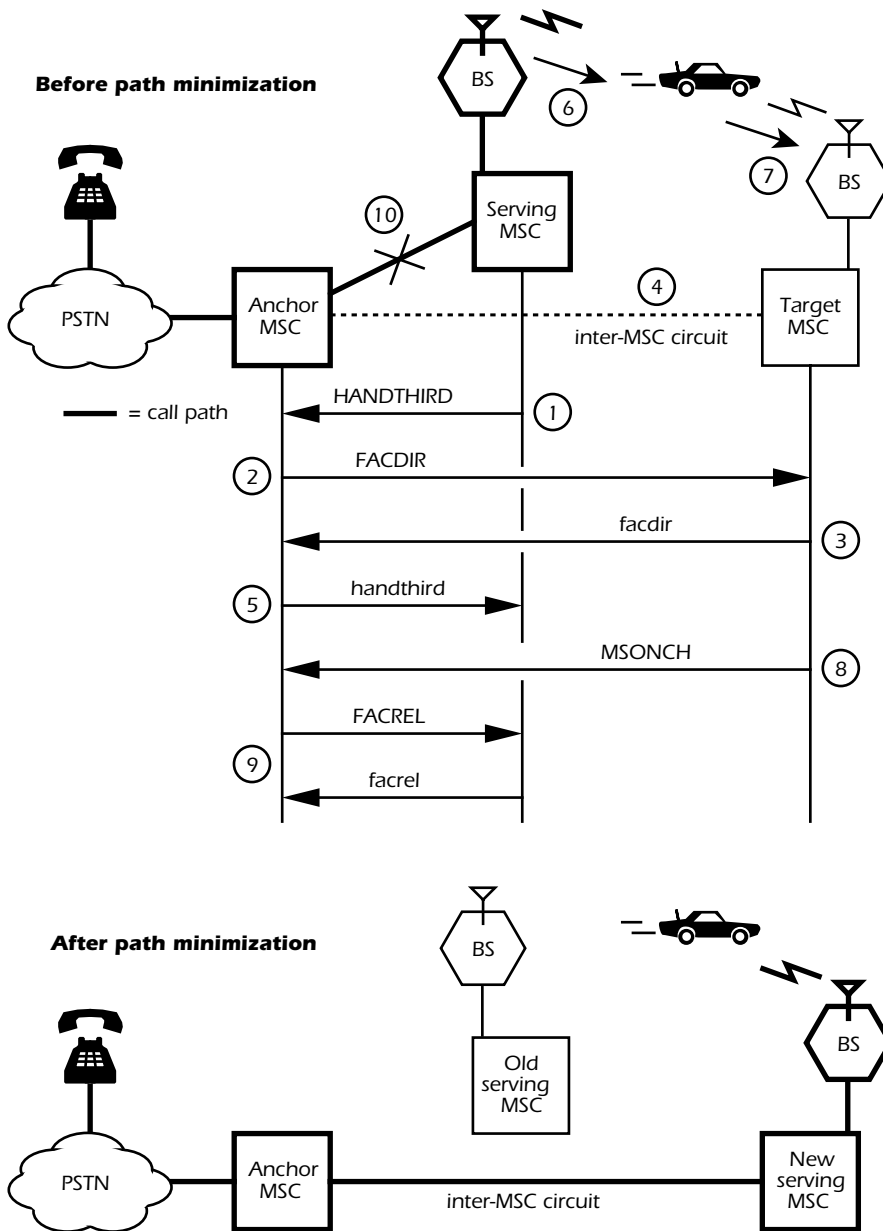 BS
Before path minimization
6
7
BS
10
Serving
MSC
4
PSTN
Anchor
MSC
Target
MSC
inter-MSC circuit
= call path
HANDTHIRD
1
2
FACDIR
facdir
3
5
handthird
MSONCH
8
FACREL
9
facrel
After path minimization
BS
BS
Old
serving
MSC
PSTN
Anchor
MSC
inter-MSC circuit
New
serving
MSC